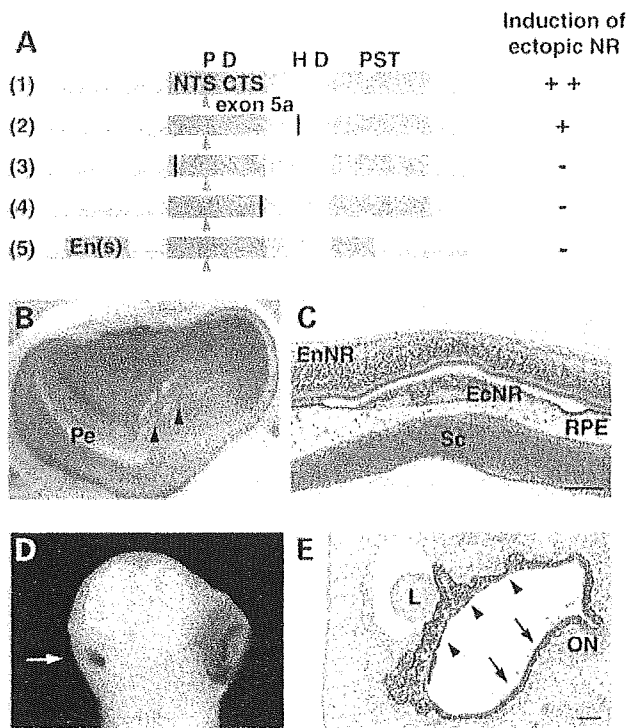 A
Induction of
ectopic NR
P D H D PST
(1) NTS CTS + +
exon 5a
(2) +
(3) -
(4) -
(5) En(s) -
B
Pe
C
EnNR
EcNR
RPE
Sc
D
E
L
ON